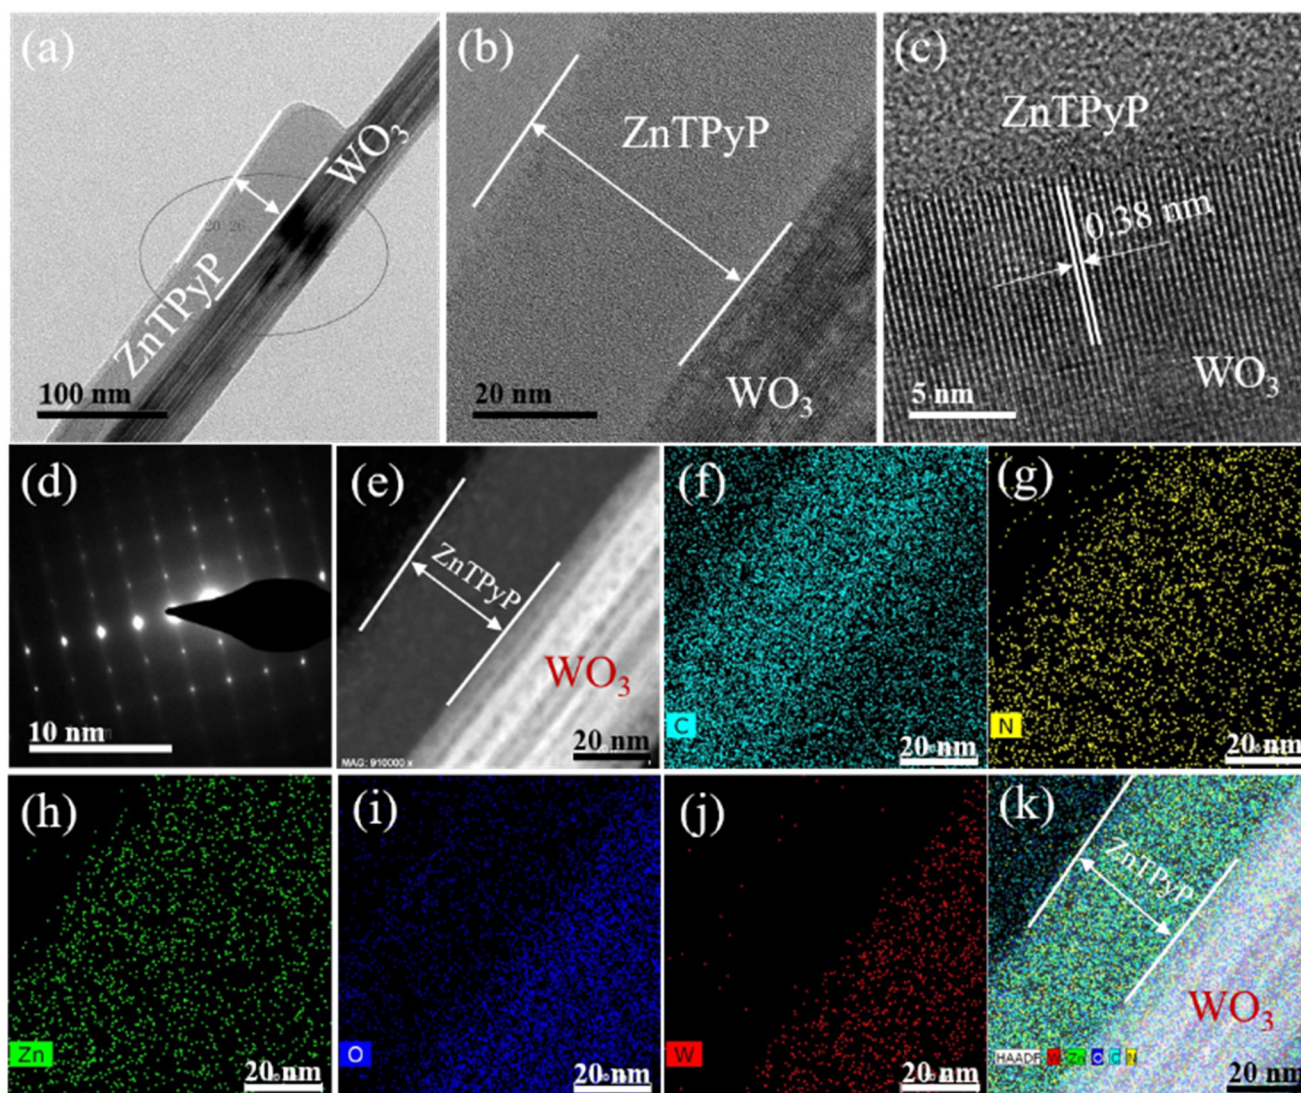 (a)
WO₃
ZnTPyP
100 nm
(b)
ZnTPyP
WO₃
20 nm
(c)
ZnTPyP
0.38 nm
WO₃
5 nm
(d)
10 nm
(e)
ZnTPyP
WO₃
MAG: 910000 x
20 nm
(f)
C
20 nm
(g)
N
20 nm
(h)
Zn
20 nm
(i)
O
20 nm
(j)
W
20 nm
(k)
ZnTPyP
WO₃
HAADF W Zn O C N
20 nm